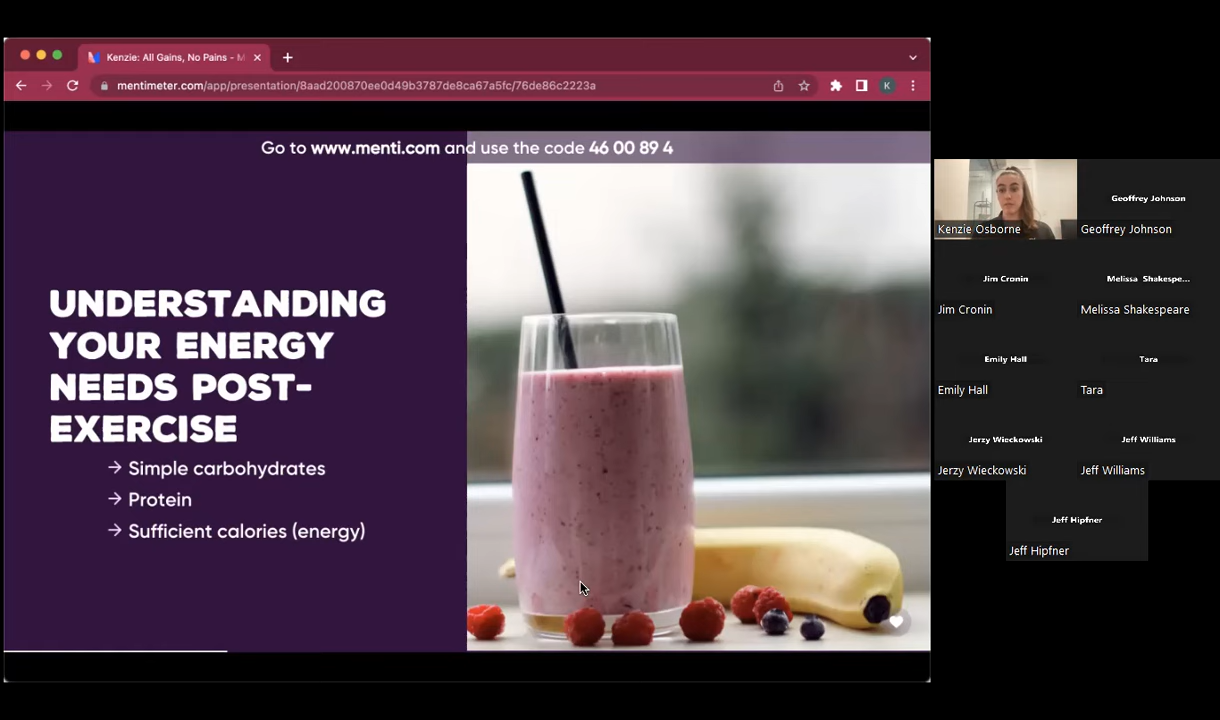 Kenzie: All Gains, No Pains - M
mentimeter.com/app/presentation/8aad200870ee0d49b3787de8ca67a5fc/76de86c2223a
K
Go to www.menti.com and use the code 46 00 89 4
UNDERSTANDING
YOUR ENERGY
NEEDS POST-
EXERCISE
→ Simple carbohydrates
→ Protein
→ Sufficient calories (energy)
Kenzie Osborne
Geoffrey Johnson
Geoffrey Johnson
Jim Cronin
Jim Cronin
Melissa Shakespe...
Melissa Shakespeare
Emily Hall
Emily Hall
Tara
Tara
Jerzy Wieckowski
Jerzy Wieckowski
Jeff Williams
Jeff Williams
Jeff Hipfner
Jeff Hipfner